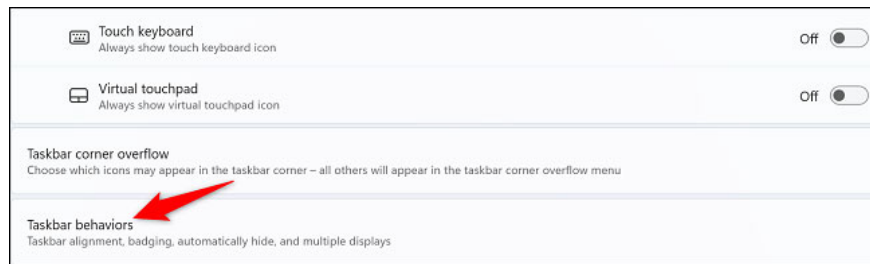 Touch keyboard
Always show touch keyboard icon
Off
Virtual touchpad
Always show virtual touchpad icon
Off
Taskbar corner overflow
Choose which icons may appear in the taskbar corner – all others will appear in the taskbar corner overflow menu
Taskbar behaviors
Taskbar alignment, badging, automatically hide, and multiple displays